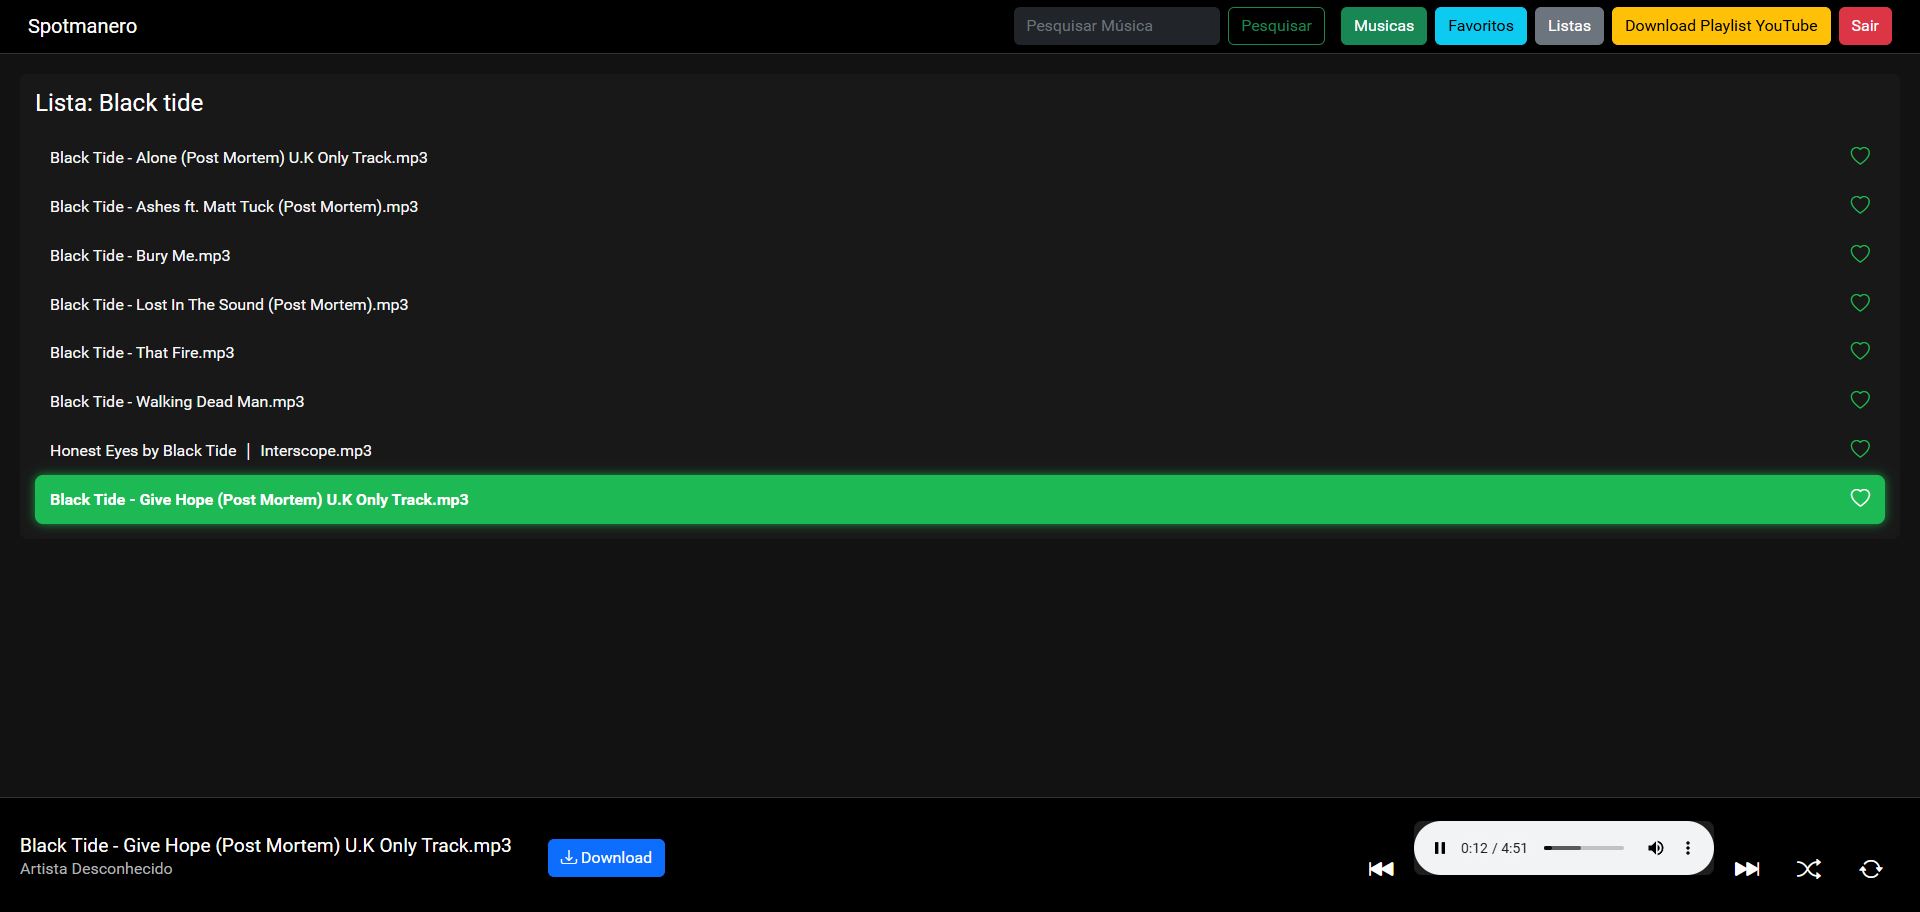 Spotmanero
Pesquisar Música Pesquisar Musicas Favoritos Listas Download Playlist YouTube Sair
Lista: Black tide
Black Tide - Alone (Post Mortem) U.K Only Track.mp3
Black Tide - Ashes ft. Matt Tuck (Post Mortem).mp3
Black Tide - Bury Me.mp3
Black Tide - Lost In The Sound (Post Mortem).mp3
Black Tide - That Fire.mp3
Black Tide - Walking Dead Man.mp3
Honest Eyes by Black Tide ｜ Interscope.mp3
Black Tide - Give Hope (Post Mortem) U.K Only Track.mp3
Black Tide - Give Hope (Post Mortem) U.K Only Track.mp3
Artista Desconhecido
Download
0:12 / 4:51